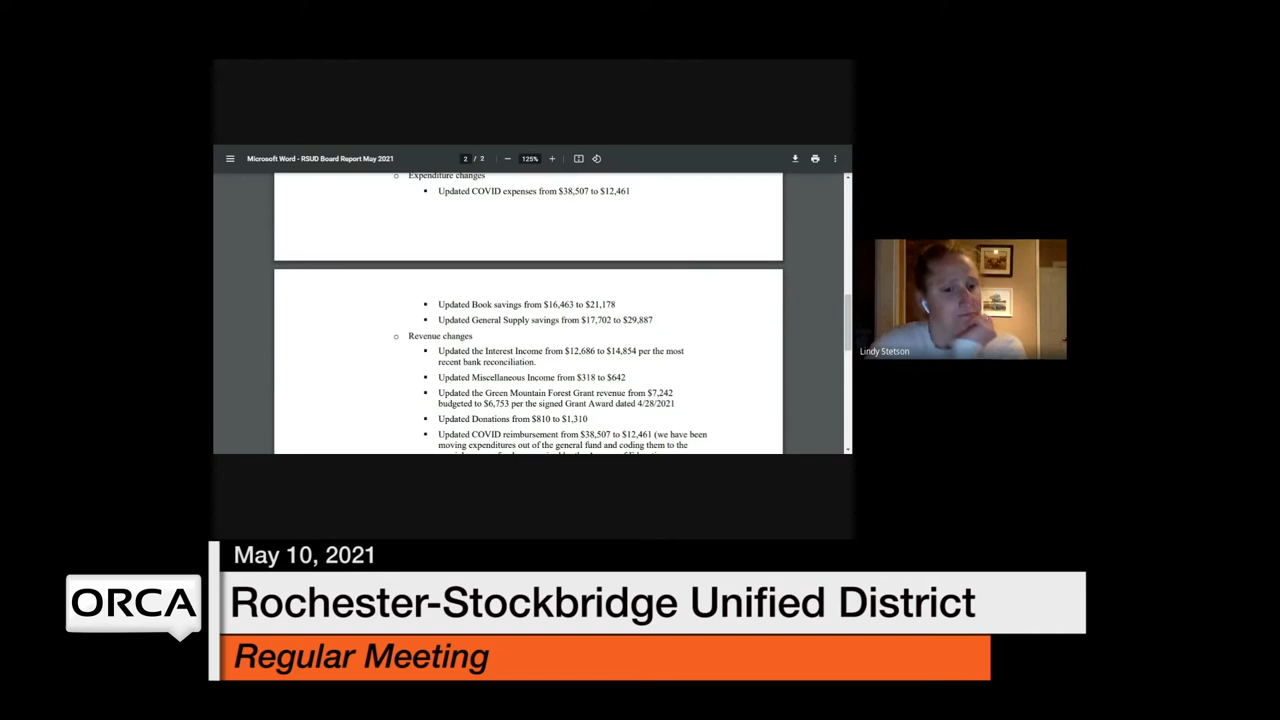 Microsoft Word - RSUD Board Report May 2021
2 / 2
125%
Expenditure changes
Updated COVID expenses from $38,507 to $12,461
Updated Book savings from $16,463 to $21,178
Updated General Supply savings from $17,702 to $29,887
Revenue changes
Updated the Interest Income from $12,686 to $14,854 per the most
recent bank reconciliation.
Updated Miscellaneous Income from $318 to $642
Updated the Green Mountain Forest Grant revenue from $7,242
budgeted to $6,753 per the signed Grant Award dated 4/28/2021
Updated Donations from $810 to $1,310
Updated COVID reimbursement from $38,507 to $12,461 (we have been
moving expenditures out of the general fund and coding them to the
Lindy Stetson
May 10, 2021
ORCA
Rochester-Stockbridge Unified District
Regular Meeting